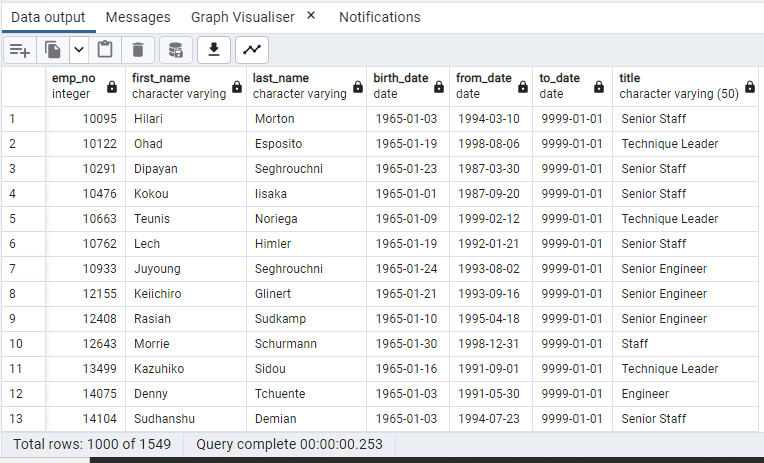 Data output Messages Graph Visualiser × Notifications
emp_no first_name last_name birth_date from_date to_date title
integer character varying character varying date date date character varying (50)
1 10095 Hilari Morton 1965-01-03 1994-03-10 9999-01-01 Senior Staff
2 10122 Ohad Esposito 1965-01-19 1998-08-06 9999-01-01 Technique Leader
3 10291 Dipayan Seghrouchni 1965-01-23 1987-03-30 9999-01-01 Senior Staff
4 10476 Kokou Iisaka 1965-01-01 1987-09-20 9999-01-01 Senior Staff
5 10663 Teunis Noriega 1965-01-09 1999-02-12 9999-01-01 Technique Leader
6 10762 Lech Himler 1965-01-19 1992-01-21 9999-01-01 Senior Staff
7 10933 Juyoung Seghrouchni 1965-01-24 1993-08-02 9999-01-01 Senior Engineer
8 12155 Keiichiro Glinert 1965-01-21 1993-09-16 9999-01-01 Senior Engineer
9 12408 Rasiah Sudkamp 1965-01-10 1995-04-18 9999-01-01 Senior Engineer
10 12643 Morrie Schurmann 1965-01-30 1998-12-31 9999-01-01 Staff
11 13499 Kazuhiko Sidou 1965-01-16 1991-09-01 9999-01-01 Technique Leader
12 14075 Denny Tchuente 1965-01-03 1991-05-30 9999-01-01 Engineer
13 14104 Sudhanshu Demian 1965-01-03 1994-07-23 9999-01-01 Senior Staff
Total rows: 1000 of 1549 Query complete 00:00:00.253